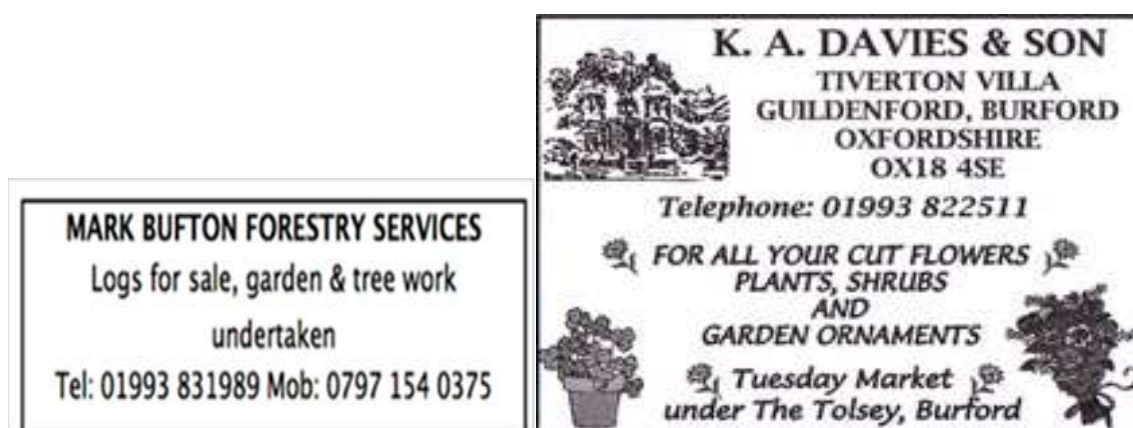 MARK BUFTON FORESTRY SERVICES
Logs for sale, garden & tree work
undertaken
Tel: 01993 831989 Mob: 0797 154 0375
K. A. DAVIES & SON
TIVERTON VILLA
GUILDENFORD, BURFORD
OXFORDSHIRE
OX18 4SE
Telephone: 01993 822511
FOR ALL YOUR CUT FLOWERS
PLANTS, SHRUBS
AND
GARDEN ORNAMENTS
Tuesday Market
under The Tolsey, Burford